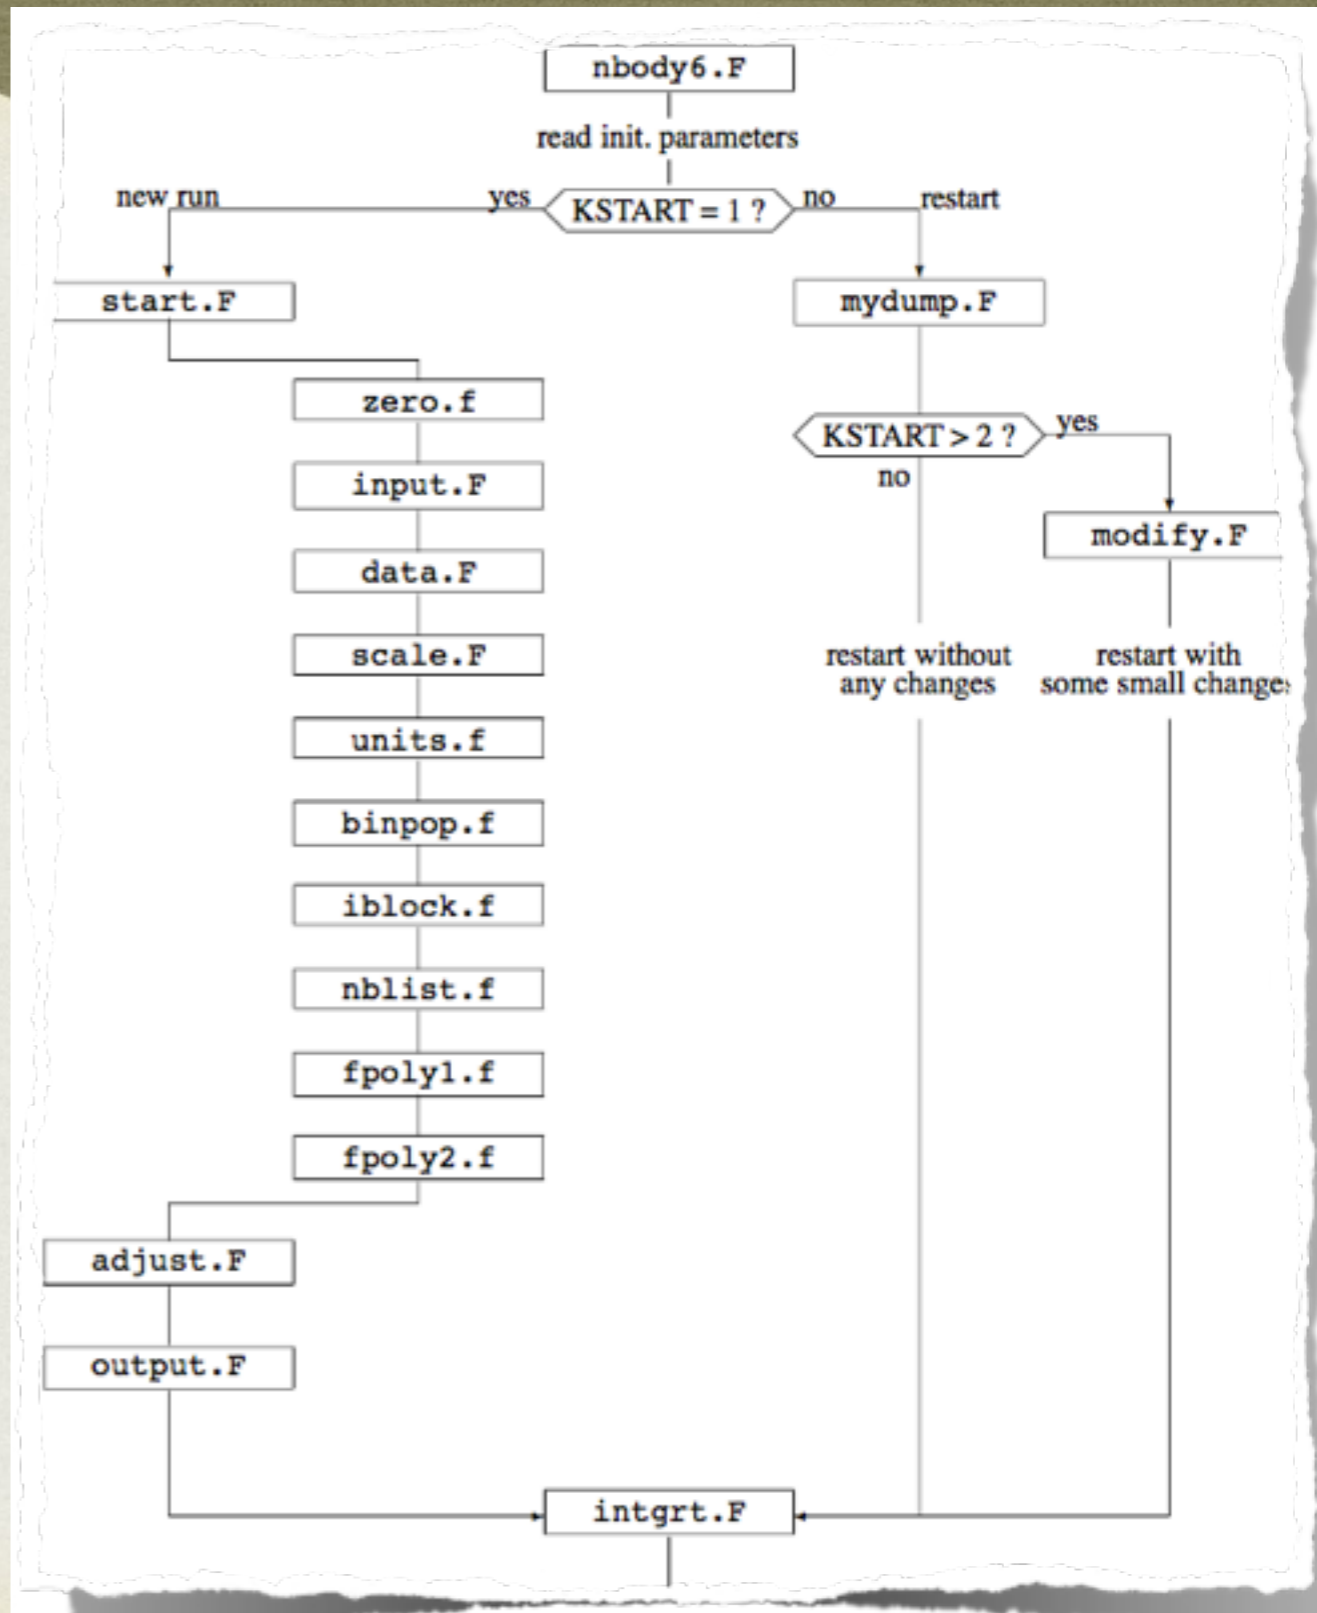 nbody6.F
read init. parameters
new run
yes
KSTART = 1 ?
no
restart
start.F
mydump.F
zero.f
KSTART > 2 ?
yes
no
input.F
modify.F
data.F
scale.F
restart without
any changes
restart with
some small changes
units.f
binpop.f
iblock.f
nblist.f
fpoly1.f
fpoly2.f
adjust.F
output.F
intgrt.F